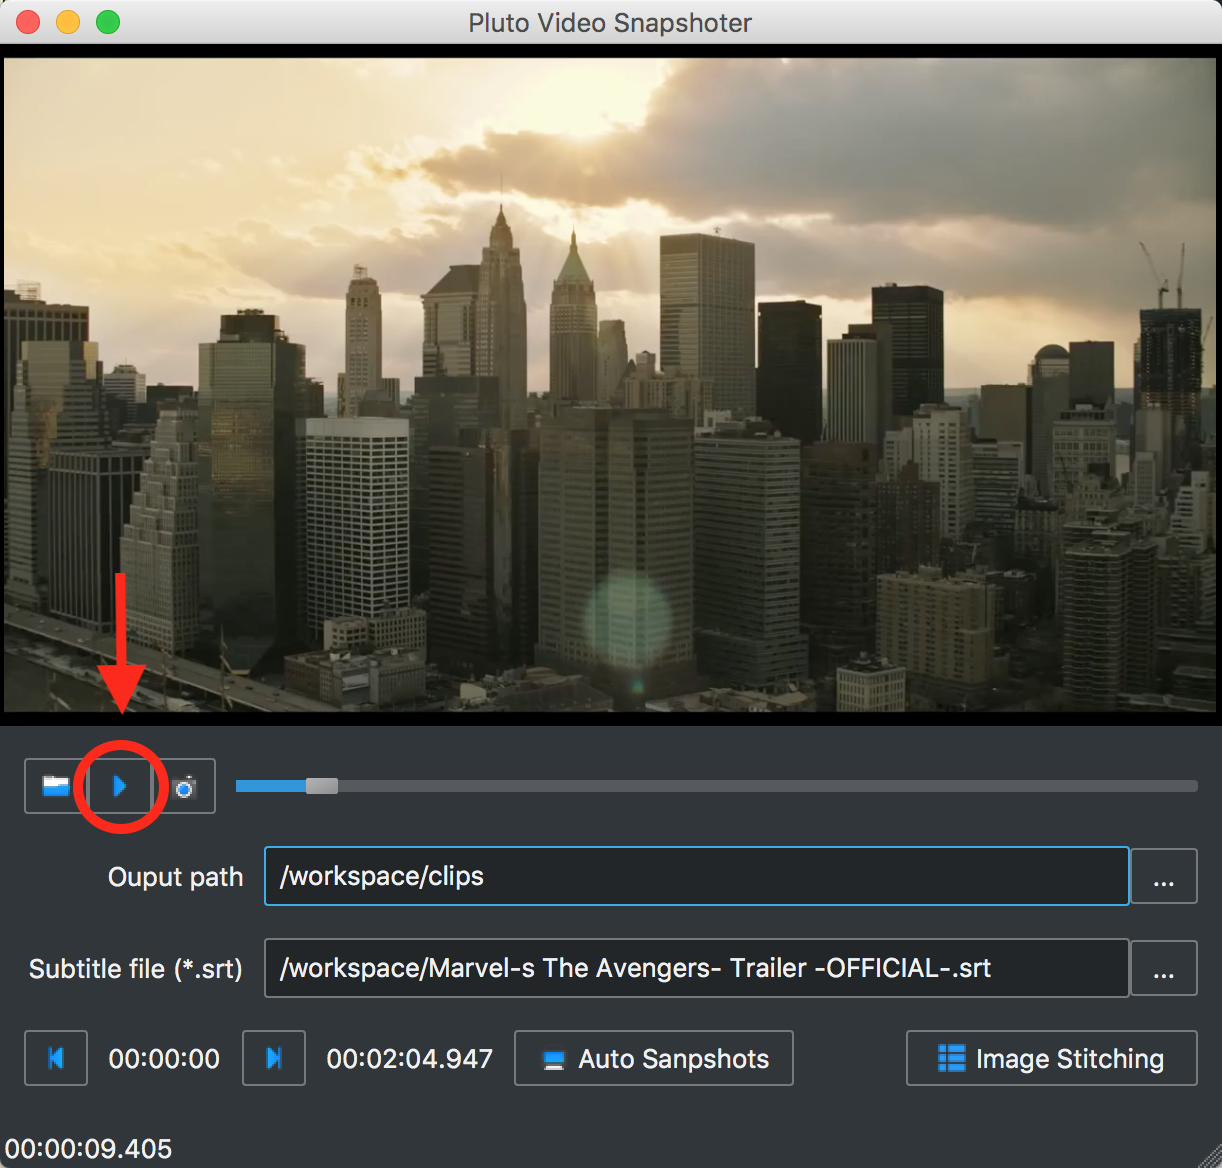 Pluto Video Snapshoter
Ouput path
/workspace/clips
...
Subtitle file (*.srt)
/workspace/Marvel-s The Avengers- Trailer -OFFICIAL-.srt
...
00:00:00
00:02:04.947
Auto Sanpshots
Image Stitching
00:00:09.405